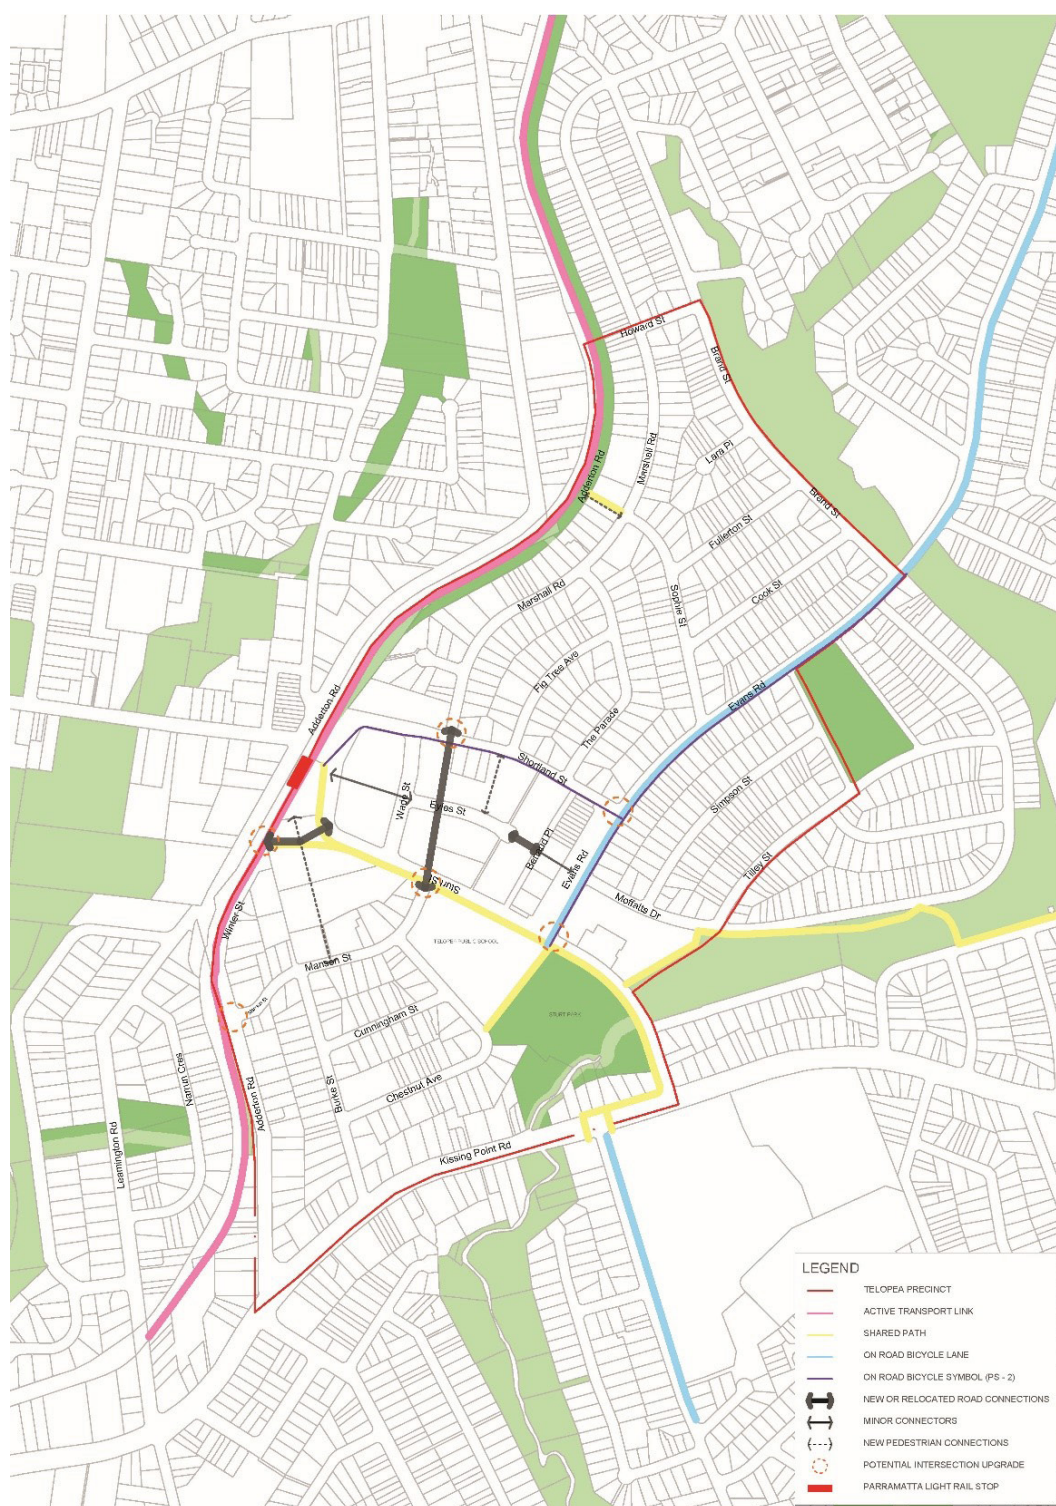 Howard St
Brand St
Marshall Rd
Lara Pl
Adderton Rd
Brand St
Fullerton St
Cook St
Marshall Rd
Sophie St
Fig Tree Ave
Adderton Rd
Evans Rd
The Parade
Shortland St
Simpson St
Wade St
Eyles St
Benaud Pl
Evans Rd
Tilley St
Sturt St
Moffatts Dr
Winter St
TELOPEA PUBLIC SCHOOL
Manson St
STURT PARK
Cunningham St
Narrun Cres
Burke St
Chestnut Ave
Adderton Rd
Leamington Rd
Kissing Point Rd
LEGEND
TELOPEA PRECINCT
ACTIVE TRANSPORT LINK
SHARED PATH
ON ROAD BICYCLE LANE
ON ROAD BICYCLE SYMBOL (PS - 2)
NEW OR RELOCATED ROAD CONNECTIONS
MINOR CONNECTORS
NEW PEDESTRIAN CONNECTIONS
POTENTIAL INTERSECTION UPGRADE
PARRAMATTA LIGHT RAIL STOP